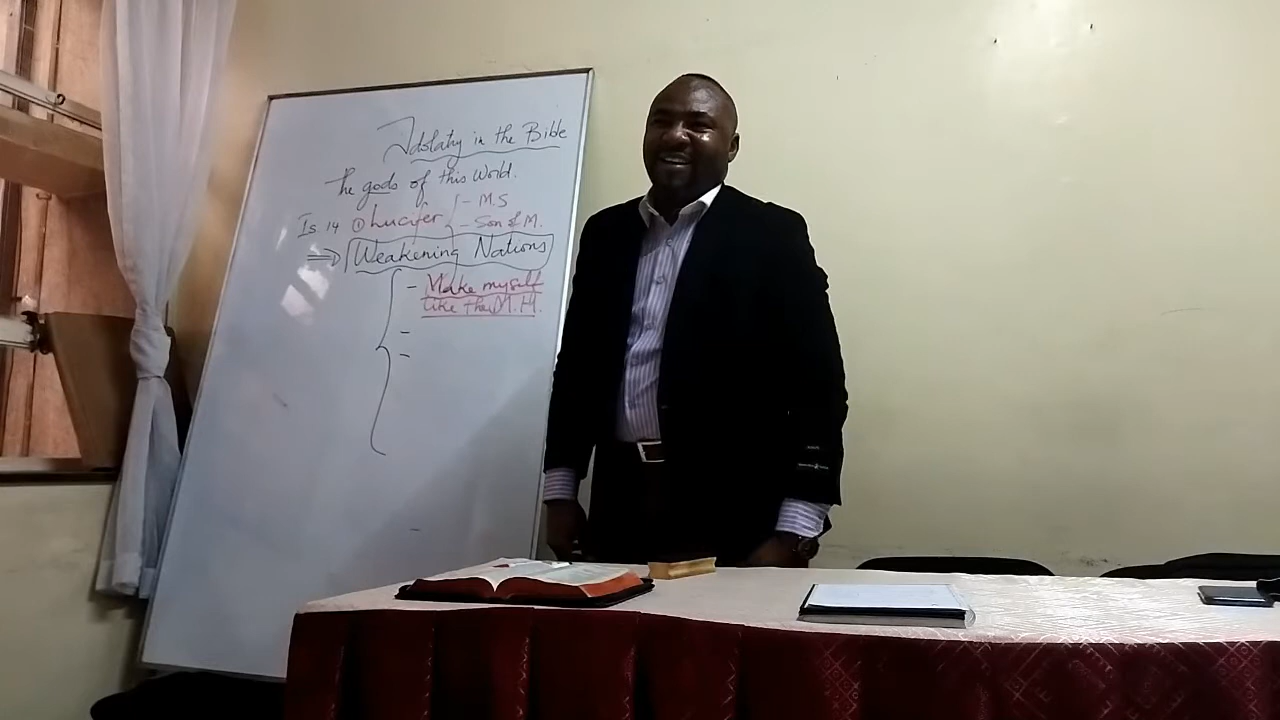 Idolatry in the Bible
The gods of this World.
Is 14 ① Lucifer { - M.S
- Son of M.
⇒ Weakening Nations
{ - Make myself
like the M.H.
-
-